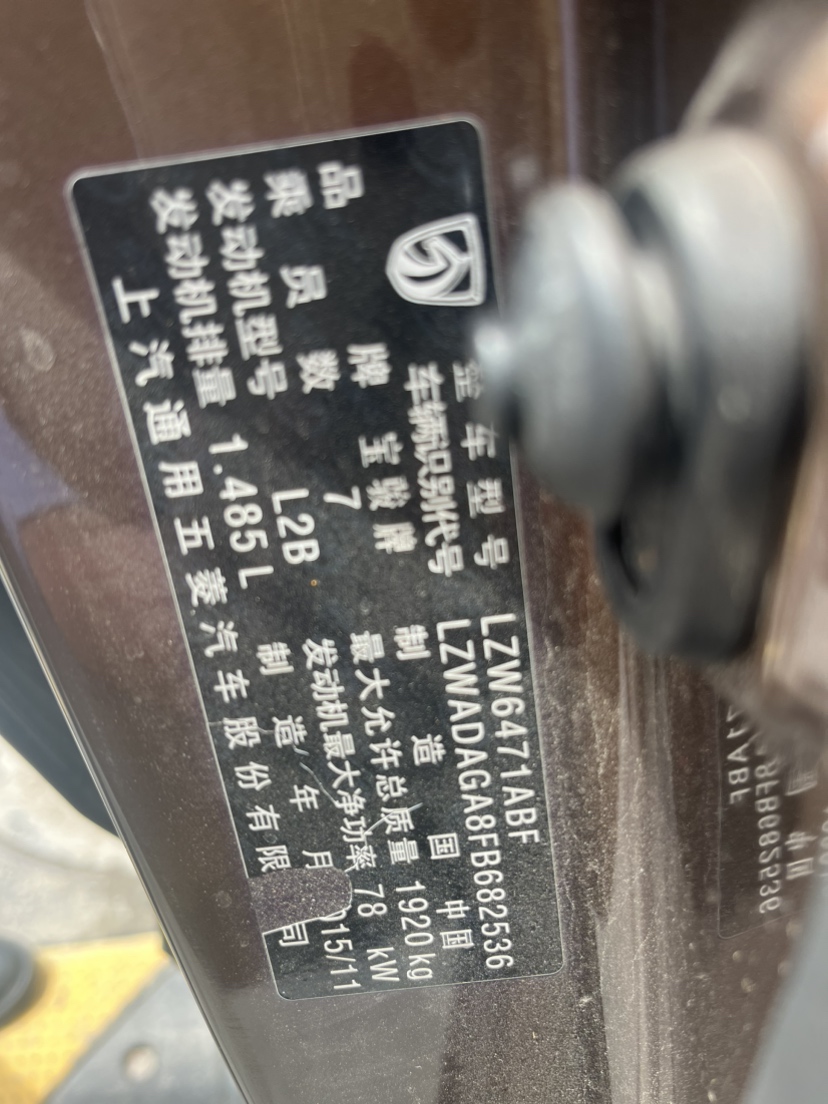 整车型号 LZW6471ABF
车辆识别代号 LZWADAGA8FB682536
品牌 宝骏牌 制造国 中国
乘员数 7 最大允许总质量 1920 kg
发动机型号 L2B 发动机最大净功率 78 kW
发动机排量 1.485 L 制造年月 015/11
上汽通用五菱汽车股份有限 司